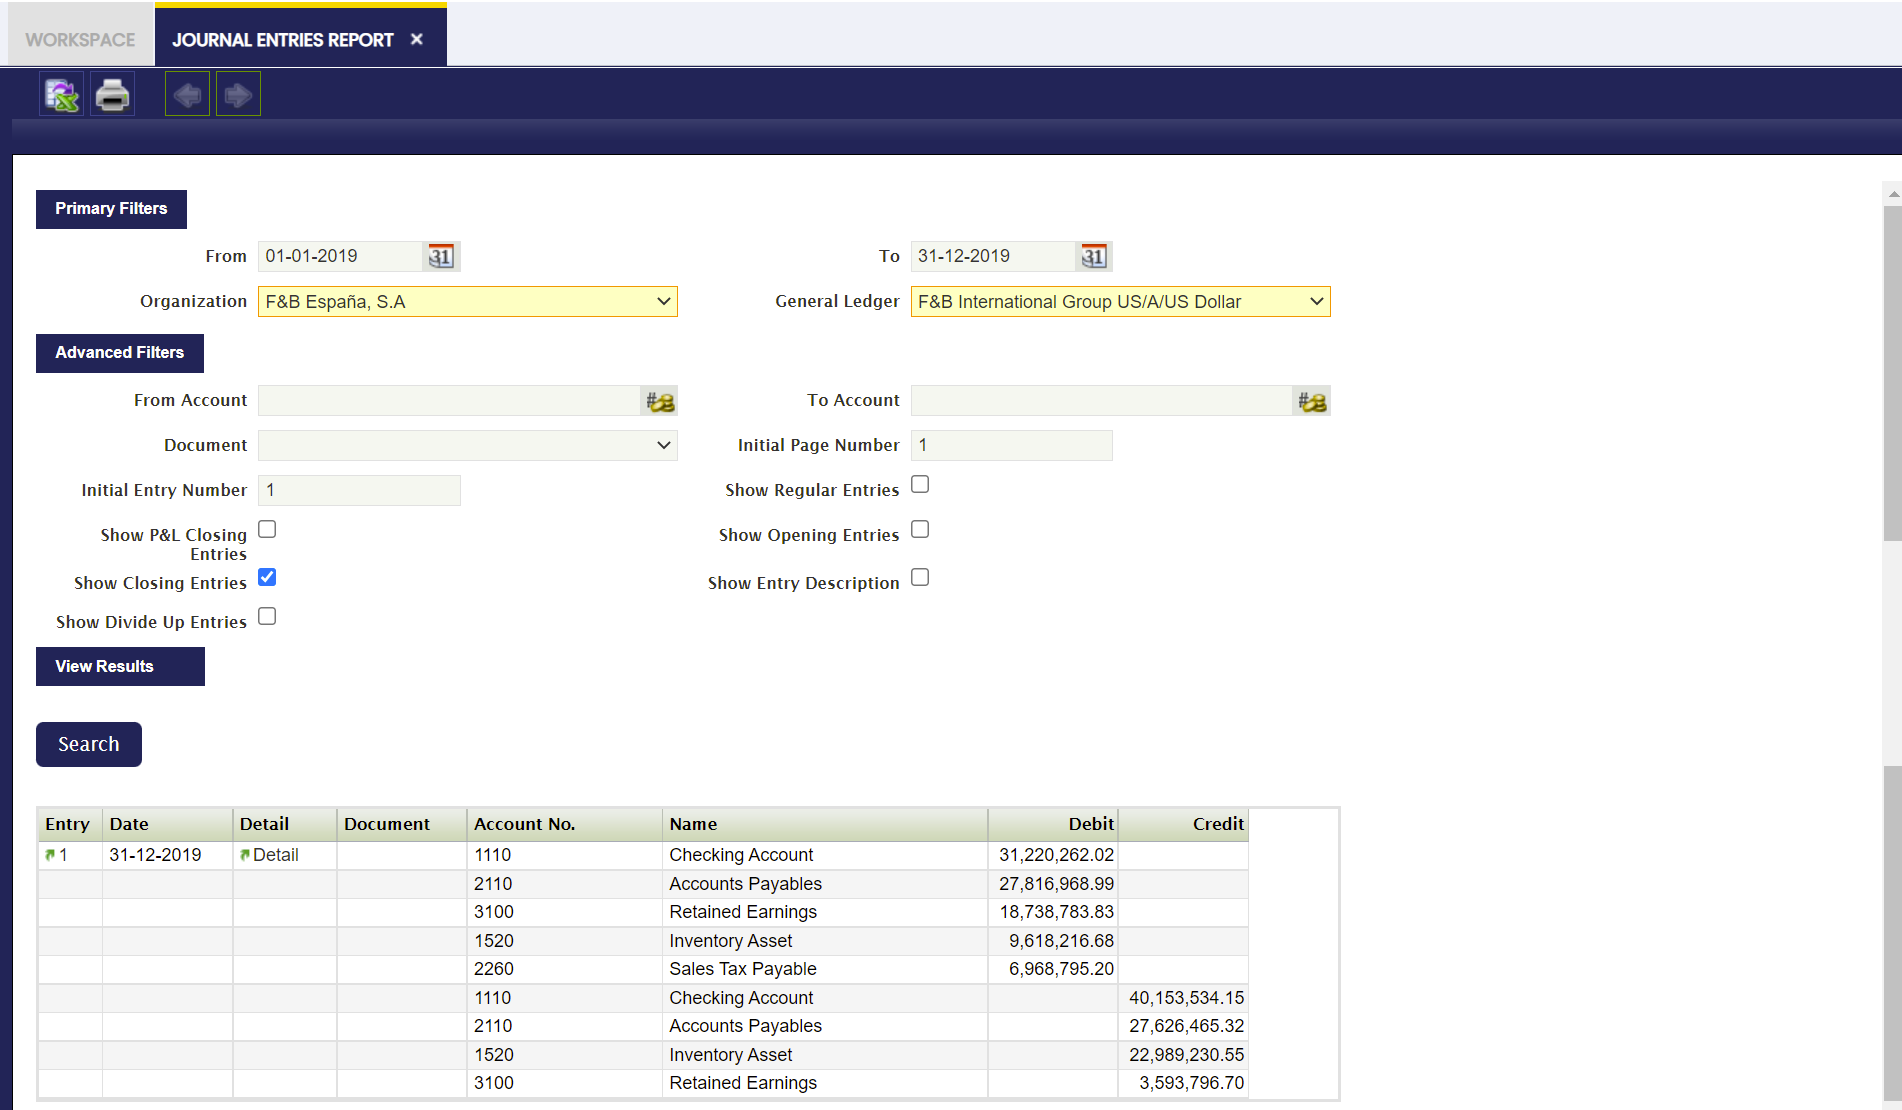 WORKSPACE JOURNAL ENTRIES REPORT ×
Primary Filters
From 01-01-2019 31 To 31-12-2019 31
Organization F&B España, S.A General Ledger F&B International Group US/A/US Dollar
Advanced Filters
From Account # To Account #
Document Initial Page Number 1
Initial Entry Number 1 Show Regular Entries
Show P&L Closing Entries Show Opening Entries
Show Closing Entries Show Entry Description
Show Divide Up Entries
View Results
Search
Entry Date Detail Document Account No. Name Debit Credit
1 31-12-2019 Detail 1110 Checking Account 31,220,262.02
2110 Accounts Payables 27,816,968.99
3100 Retained Earnings 18,738,783.83
1520 Inventory Asset 9,618,216.68
2260 Sales Tax Payable 6,968,795.20
1110 Checking Account 40,153,534.15
2110 Accounts Payables 27,626,465.32
1520 Inventory Asset 22,989,230.55
3100 Retained Earnings 3,593,796.70